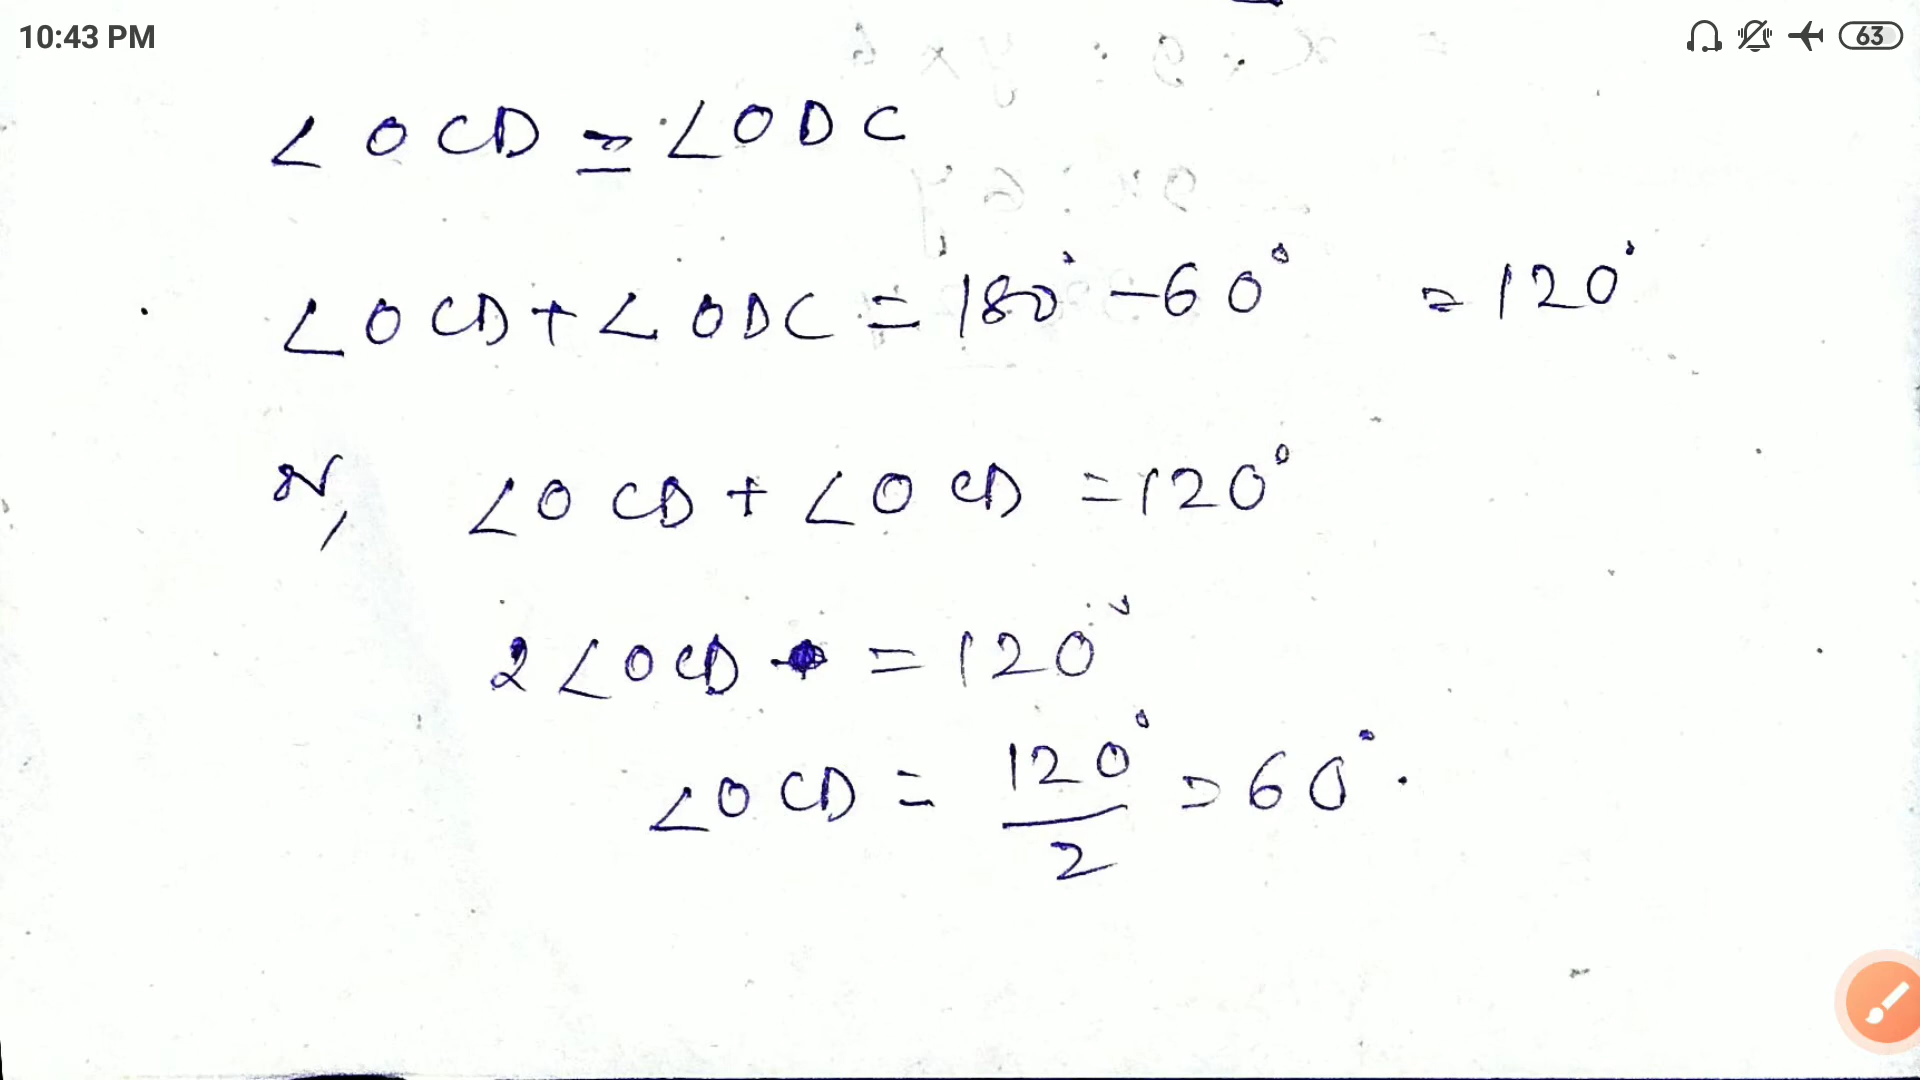 10:43 PM
63
∠OCD = ∠ODC
∠OCD + ∠ODC = 180° - 60° = 120°
∠OCD + ∠OCD = 120°
2∠OCD = 120°
∠OCD = 120°/2 = 60°.